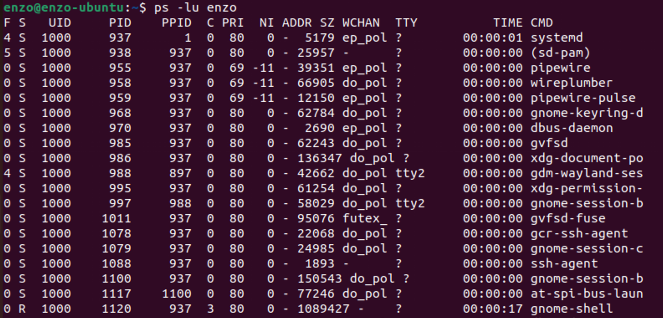 enzo@enzo-ubuntu:~$ ps -lu enzo
F S   UID     PID    PPID  C PRI  NI ADDR SZ WCHAN  TTY          TIME CMD
4 S  1000     937       1  0  80   0 -  5179 ep_pol ?        00:00:01 systemd
5 S  1000     938     937  0  80   0 - 25957 -      ?        00:00:00 (sd-pam)
0 S  1000     955     937  0  69 -11 - 39351 ep_pol ?        00:00:00 pipewire
0 S  1000     958     937  0  69 -11 - 66905 do_pol ?        00:00:00 wireplumber
0 S  1000     959     937  0  69 -11 - 12150 ep_pol ?        00:00:00 pipewire-pulse
0 S  1000     968     937  0  80   0 - 62784 do_pol ?        00:00:00 gnome-keyring-d
0 S  1000     970     937  0  80   0 -  2690 ep_pol ?        00:00:00 dbus-daemon
0 S  1000     985     937  0  80   0 - 62243 do_pol ?        00:00:00 gvfsd
0 S  1000     986     937  0  80   0 - 136347 do_pol ?       00:00:00 xdg-document-po
4 S  1000     988     897  0  80   0 - 42662 do_pol tty2     00:00:00 gdm-wayland-ses
0 S  1000     995     937  0  80   0 - 61254 do_pol ?        00:00:00 xdg-permission-
0 S  1000     997     988  0  80   0 - 58029 do_pol tty2     00:00:00 gnome-session-b
0 S  1000    1011     937  0  80   0 - 95076 futex_ ?        00:00:00 gvfsd-fuse
0 S  1000    1078     937  0  80   0 - 22068 do_pol ?        00:00:00 gcr-ssh-agent
0 S  1000    1079     937  0  80   0 - 24985 do_pol ?        00:00:00 gnome-session-c
0 S  1000    1088     937  0  80   0 -  1893 -      ?        00:00:00 ssh-agent
0 S  1000    1100     937  0  80   0 - 150543 do_pol ?       00:00:00 gnome-session-b
0 S  1000    1117    1100  0  80   0 - 77246 do_pol ?        00:00:00 at-spi-bus-laun
0 R  1000    1120     937  3  80   0 - 1089427 -    ?        00:00:17 gnome-shell